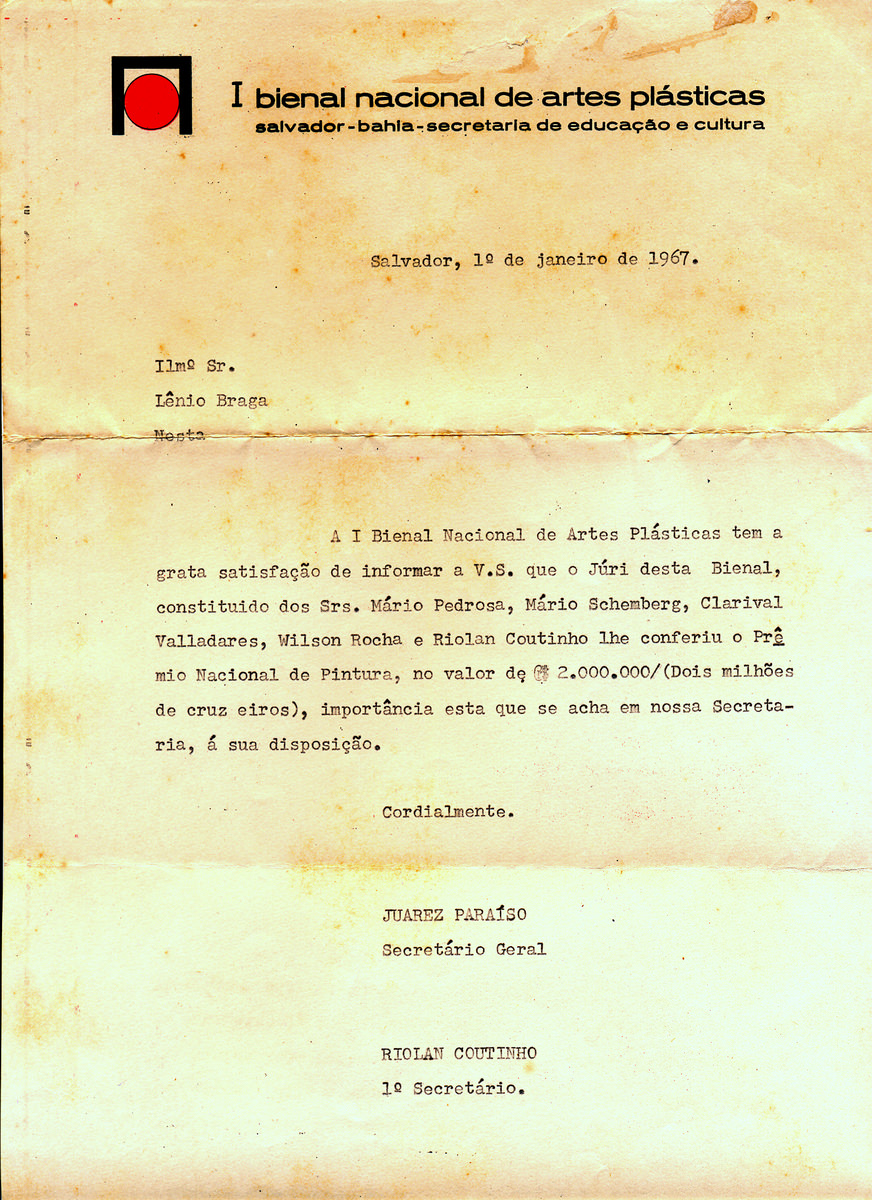 I bienal nacional de artes plásticas
salvador-bahia-secretaria de educação e cultura
Salvador, 1º de janeiro de 1967.
Ilmº Sr.
Lênio Braga
Nesta
A I Bienal Nacional de Artes Plásticas tem a
grata satisfação de informar a V.S. que o Júri desta Bienal,
constituido dos Srs. Mário Pedrosa, Mário Schemberg, Clarival
Valladares, Wilson Rocha e Riolan Coutinho lhe conferiu o Prê
mio Nacional de Pintura, no valor de 2.000.000/(Dois milhões
de cruz eiros), importância esta que se acha em nossa Secreta-
ria, á sua disposição.
Cordialmente.
JUAREZ PARAÍSO
Secretário Geral
RIOLAN COUTINHO
1º Secretário.